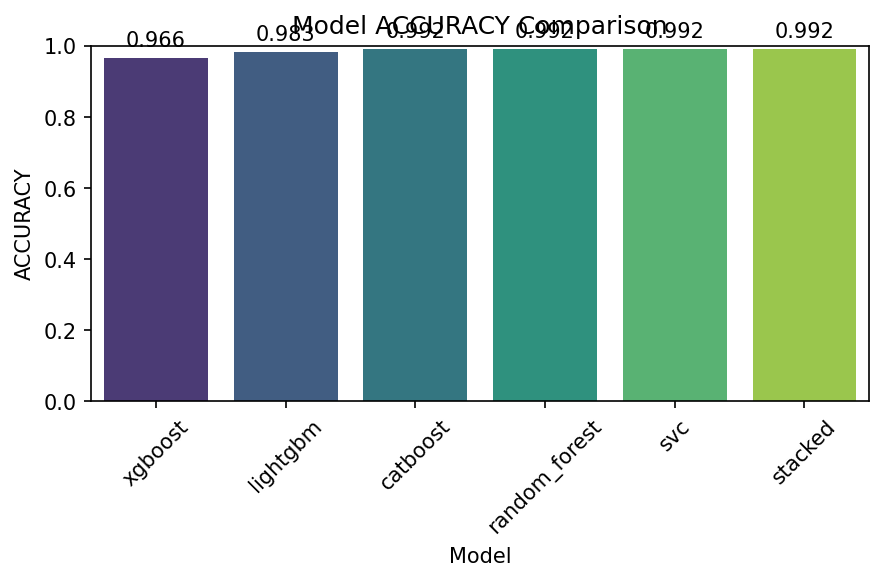 Model ACCURACY Comparison
0.966
0.983
0.992
0.992
0.992
0.992
1.0
0.8
0.6
0.4
0.2
0.0
ACCURACY
xgboost
lightgbm
catboost
random_forest
svc
stacked
Model